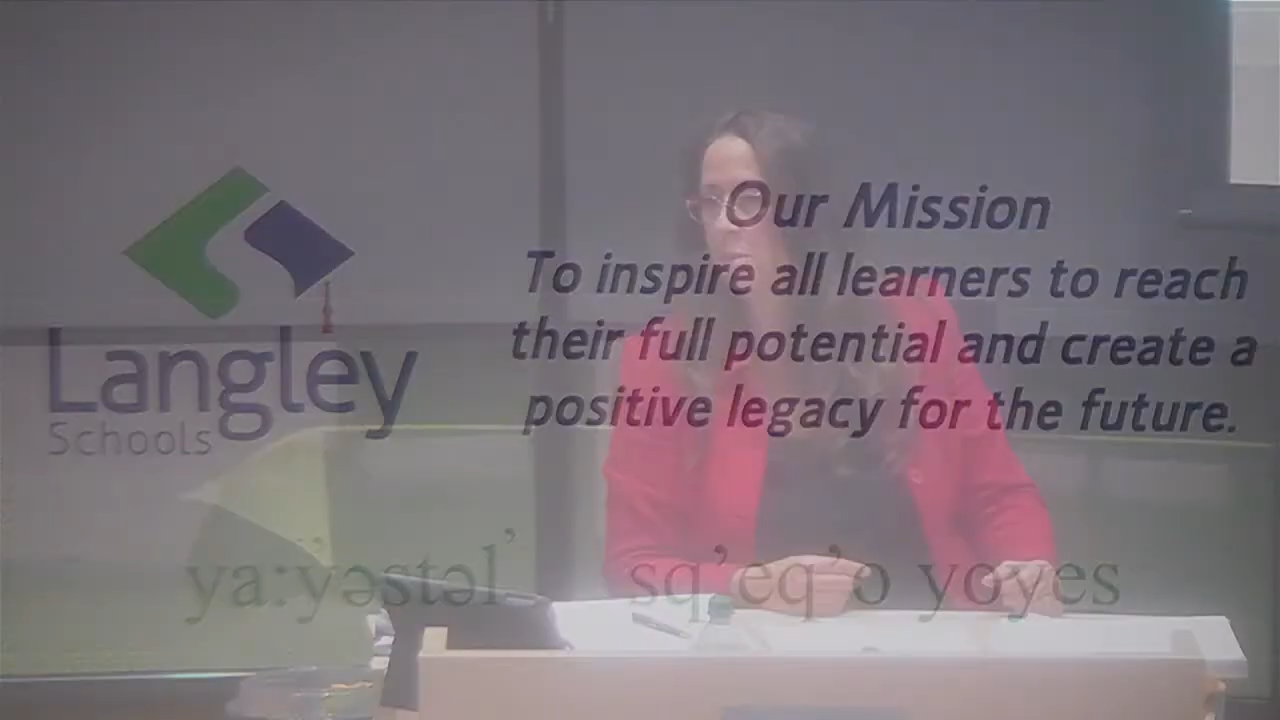 Langley
Schools
Our Mission
To inspire all learners to reach
their full potential and create a
positive legacy for the future.
ya:y̓əstəl̓ sq̓eq̓o yoyes